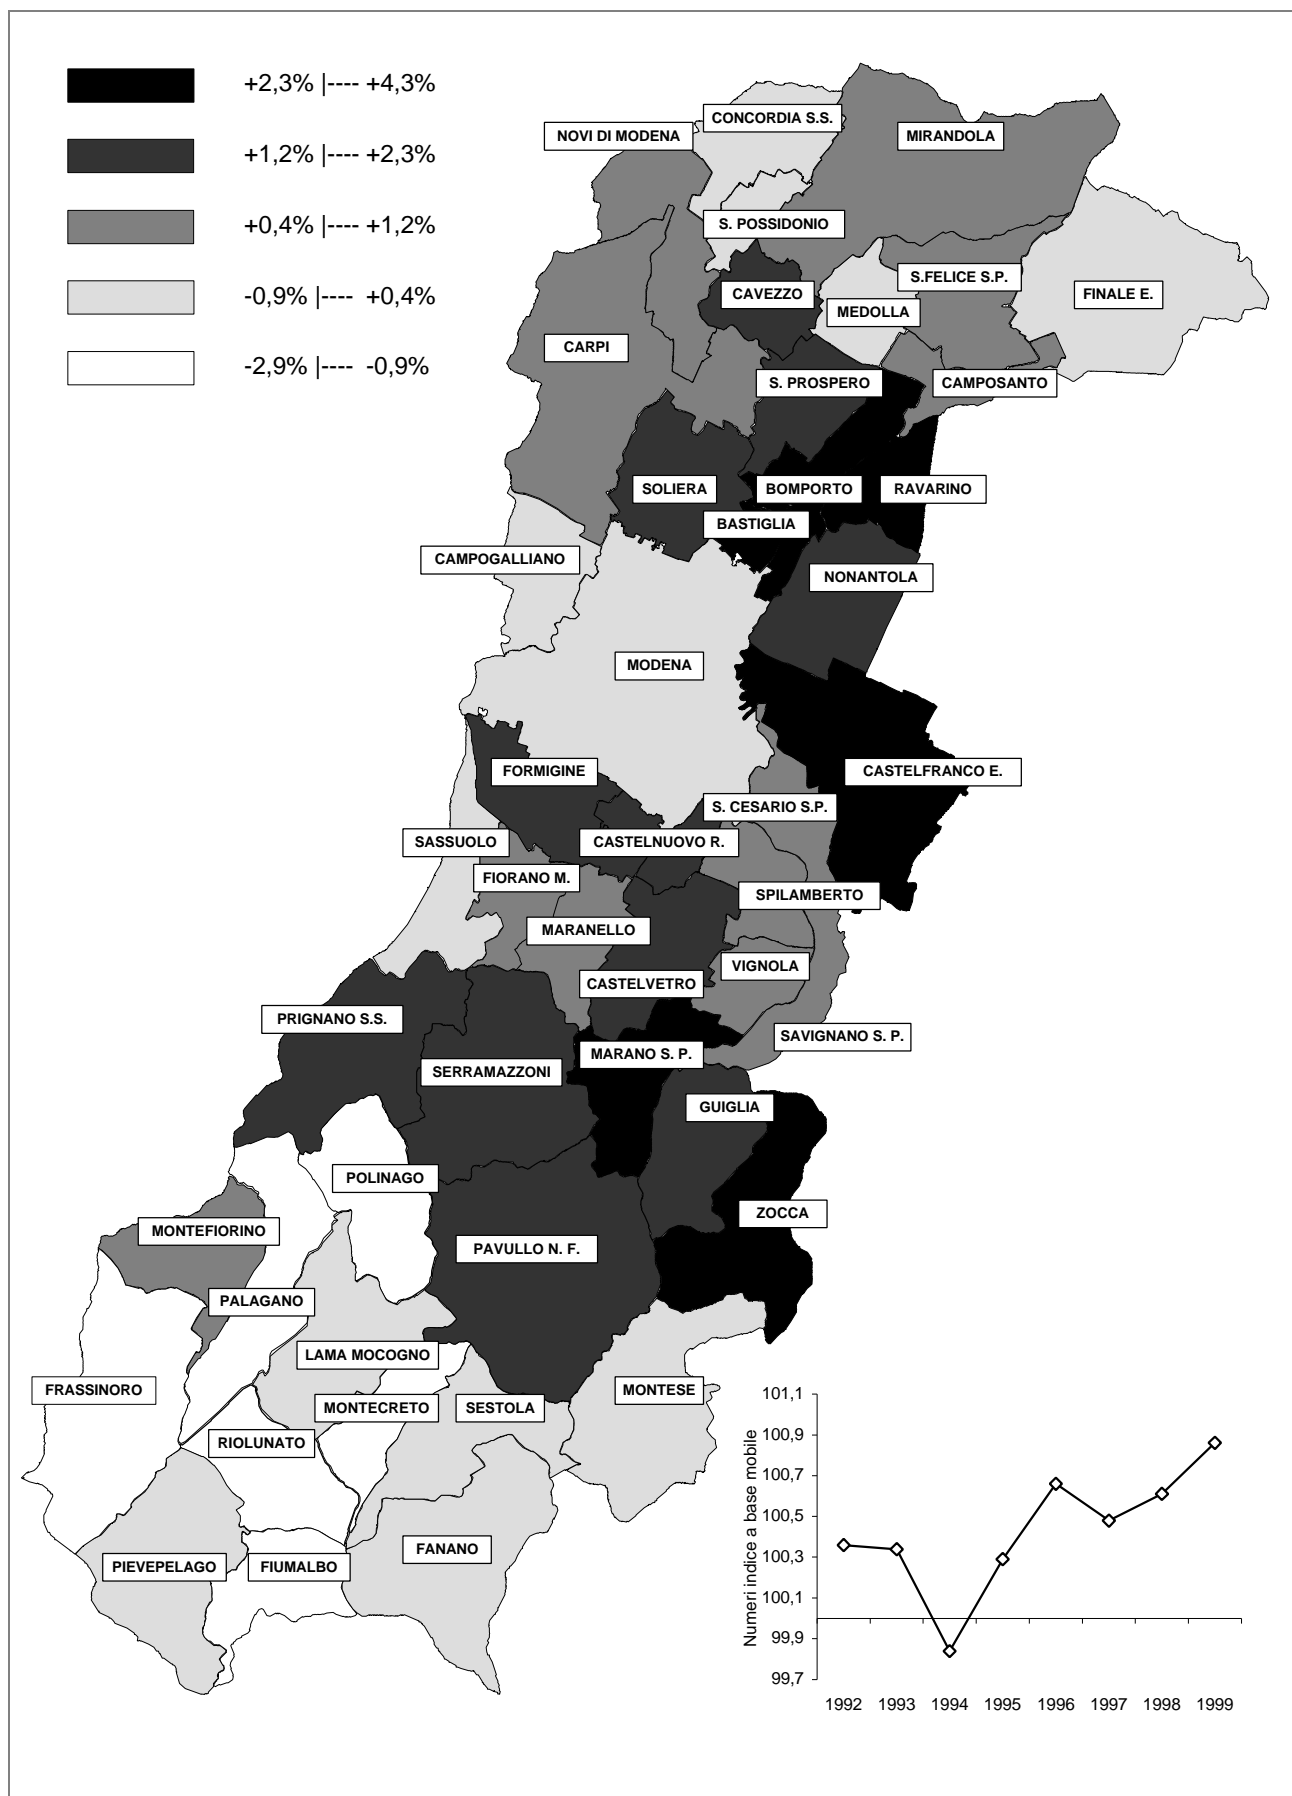 +2,3% |---- +4,3%
+1,2% |---- +2,3%
+0,4% |---- +1,2%
-0,9% |---- +0,4%
-2,9% |---- -0,9%
CONCORDIA S.S.
NOVI DI MODENA
MIRANDOLA
S. POSSIDONIO
S.FELICE S.P.
CAVEZZO
FINALE E.
MEDOLLA
CARPI
S. PROSPERO
CAMPOSANTO
SOLIERA
BOMPORTO
RAVARINO
BASTIGLIA
CAMPOGALLIANO
NONANTOLA
MODENA
FORMIGINE
CASTELFRANCO E.
S. CESARIO S.P.
SASSUOLO
CASTELNUOVO R.
FIORANO M.
SPILAMBERTO
MARANELLO
VIGNOLA
CASTELVETRO
PRIGNANO S.S.
SAVIGNANO S. P.
MARANO S. P.
SERRAMAZZONI
GUIGLIA
POLINAGO
ZOCCA
MONTEFIORINO
PAVULLO N. F.
PALAGANO
LAMA MOCOGNO
FRASSINORO
MONTESE
MONTECRETO
SESTOLA
RIOLUNATO
FANANO
PIEVEPELAGO
FIUMALBO
Numeri indice a base mobile
101,1
100,9
100,7
100,5
100,3
100,1
99,9
99,7
1992 1993 1994 1995 1996 1997 1998 1999